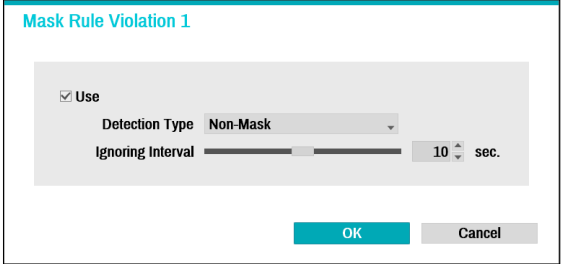 Mask Rule Violation 1
Use
Detection Type Non-Mask
Ignoring Interval 10 sec.
OK Cancel